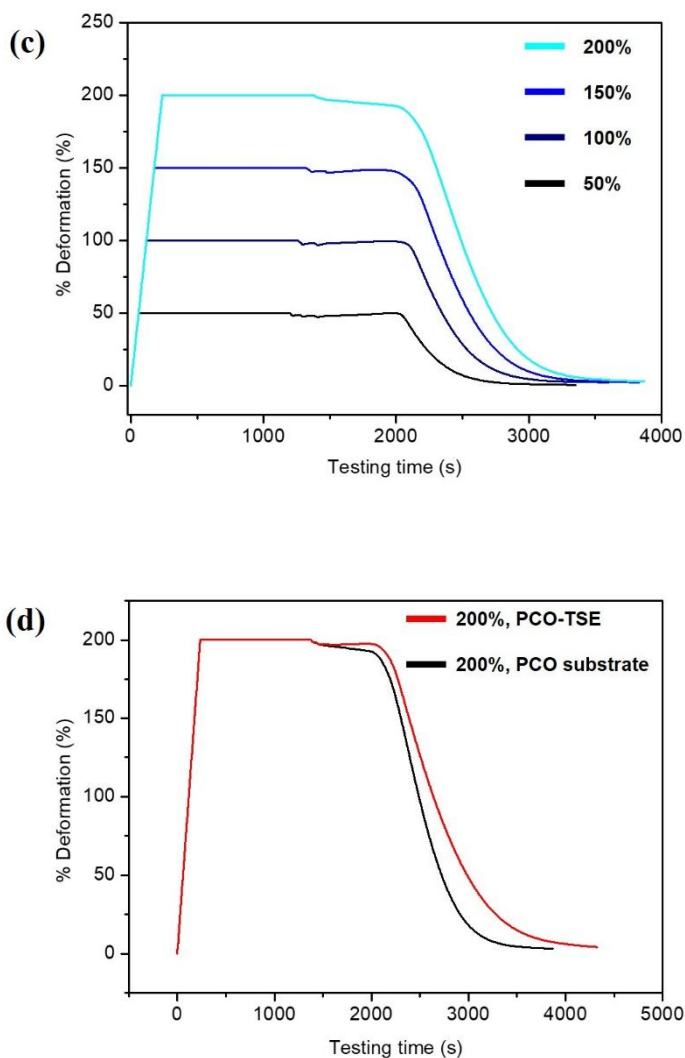 (c)
250
200
150
100
50
0
% Deformation (%)
200%
150%
100%
50%
0 1000 2000 3000 4000
Testing time (s)
(d)
200
150
100
50
0
% Deformation (%)
200%, PCO-TSE
200%, PCO substrate
0 1000 2000 3000 4000 5000
Testing time (s)